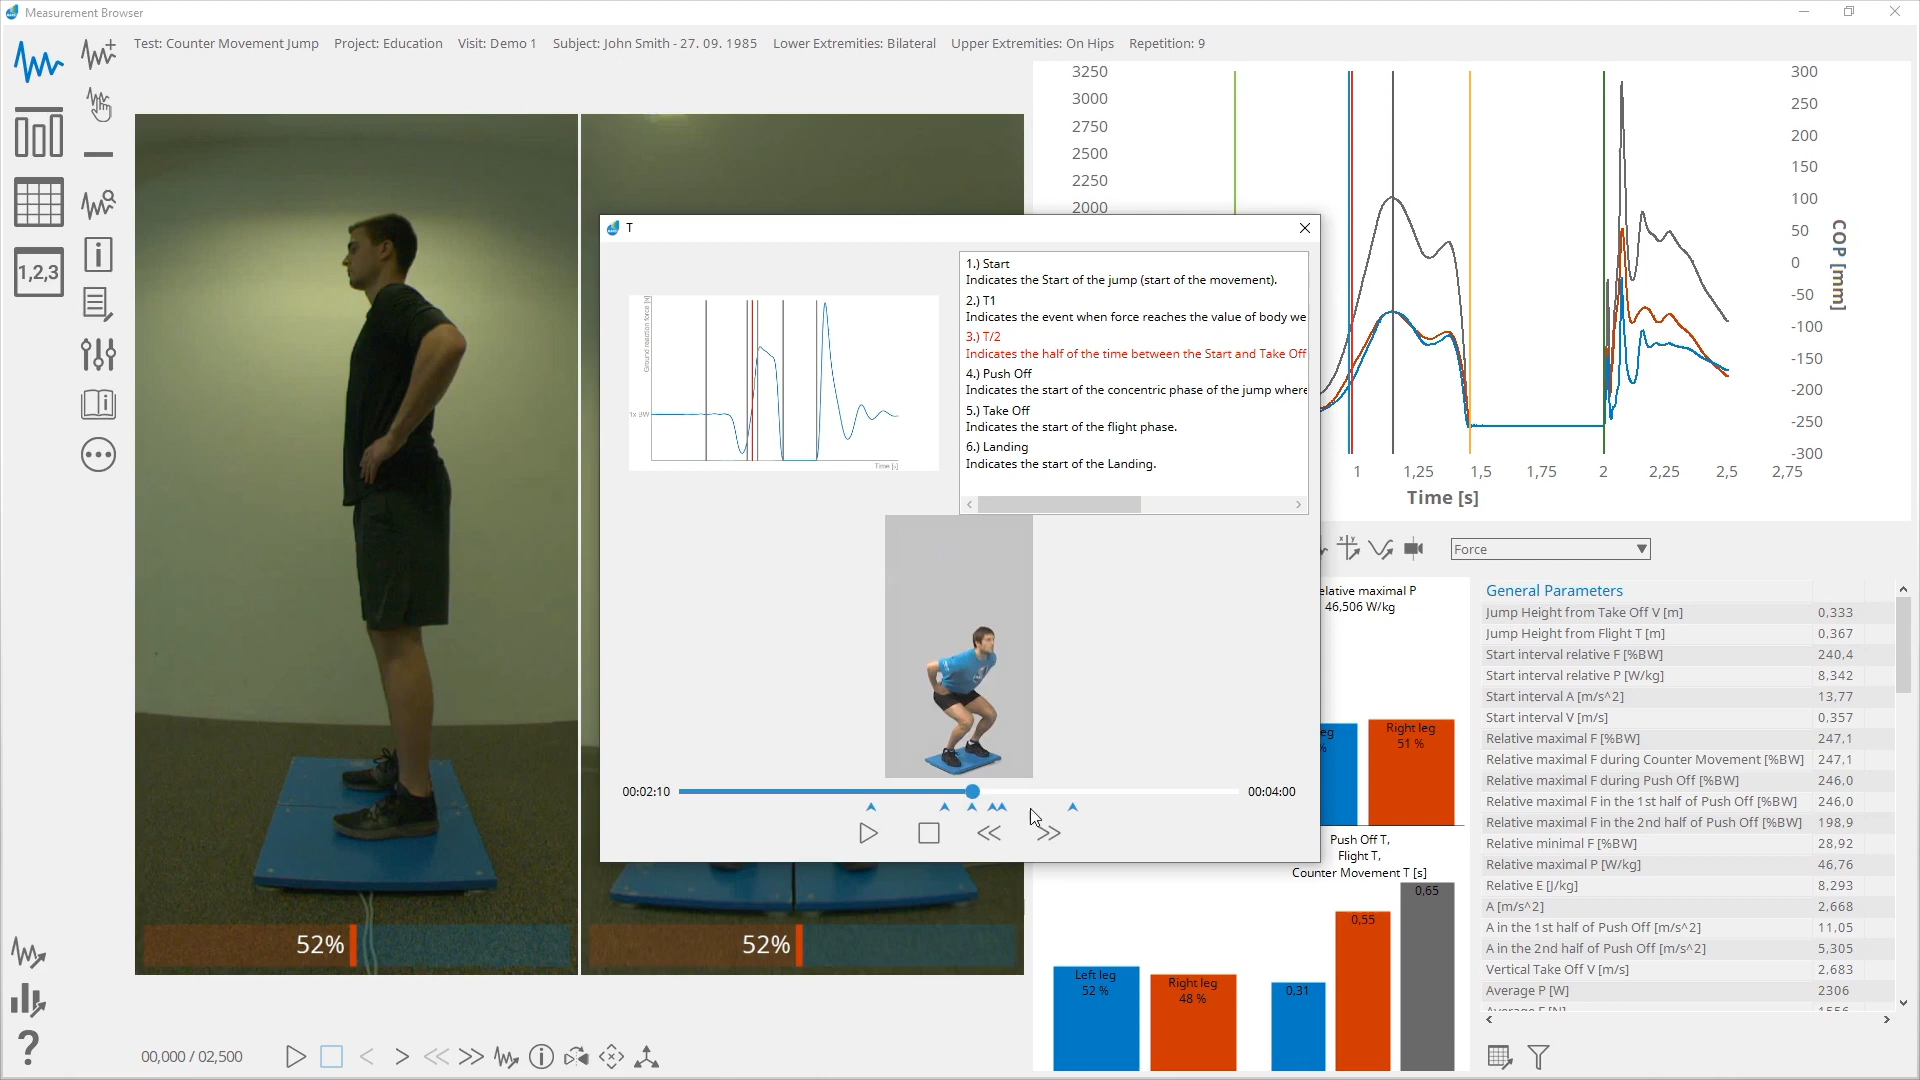 Measurement Browser
Test: Counter Movement Jump Project: Education Visit: Demo 1 Subject: John Smith - 27. 09. 1985 Lower Extremities: Bilateral Upper Extremities: On Hips Repetition: 9
1,2,3
52%
52%
00,000 / 02,500
3250
3000
2750
2500
2250
2000
300
250
200
150
100
50
0
-50
-100
-150
-200
-250
-300
COP [mm]
1 1,25 1,5 1,75 2 2,25 2,5 2,75
Time [s]
T
Ground reaction force [N]
1x BW
Time [s]
1.) Start
Indicates the Start of the jump (start of the movement).
2.) T1
Indicates the event when force reaches the value of body we
3.) T/2
Indicates the half of the time between the Start and Take Off
4.) Push Off
Indicates the start of the concentric phase of the jump where
5.) Take Off
Indicates the start of the flight phase.
6.) Landing
Indicates the start of the Landing.
00:02:10 00:04:00
Force
elative maximal P
46,506 W/kg
eg
%
Right leg
51 %
Push Off T,
Flight T,
Counter Movement T [s]
Left leg
52 %
Right leg
48 %
0,31
0,55
0,65
General Parameters
Jump Height from Take Off V [m] 0,333
Jump Height from Flight T [m] 0,367
Start interval relative F [%BW] 240,4
Start interval relative P [W/kg] 8,342
Start interval A [m/s^2] 13,77
Start interval V [m/s] 0,357
Relative maximal F [%BW] 247,1
Relative maximal F during Counter Movement [%BW] 247,1
Relative maximal F during Push Off [%BW] 246,0
Relative maximal F in the 1st half of Push Off [%BW] 246,0
Relative maximal F in the 2nd half of Push Off [%BW] 198,9
Relative minimal F [%BW] 28,92
Relative maximal P [W/kg] 46,76
Relative E [J/kg] 8,293
A [m/s^2] 2,668
A in the 1st half of Push Off [m/s^2] 11,05
A in the 2nd half of Push Off [m/s^2] 5,305
Vertical Take Off V [m/s] 2,683
Average P [W] 2306
Average F [N] 1556